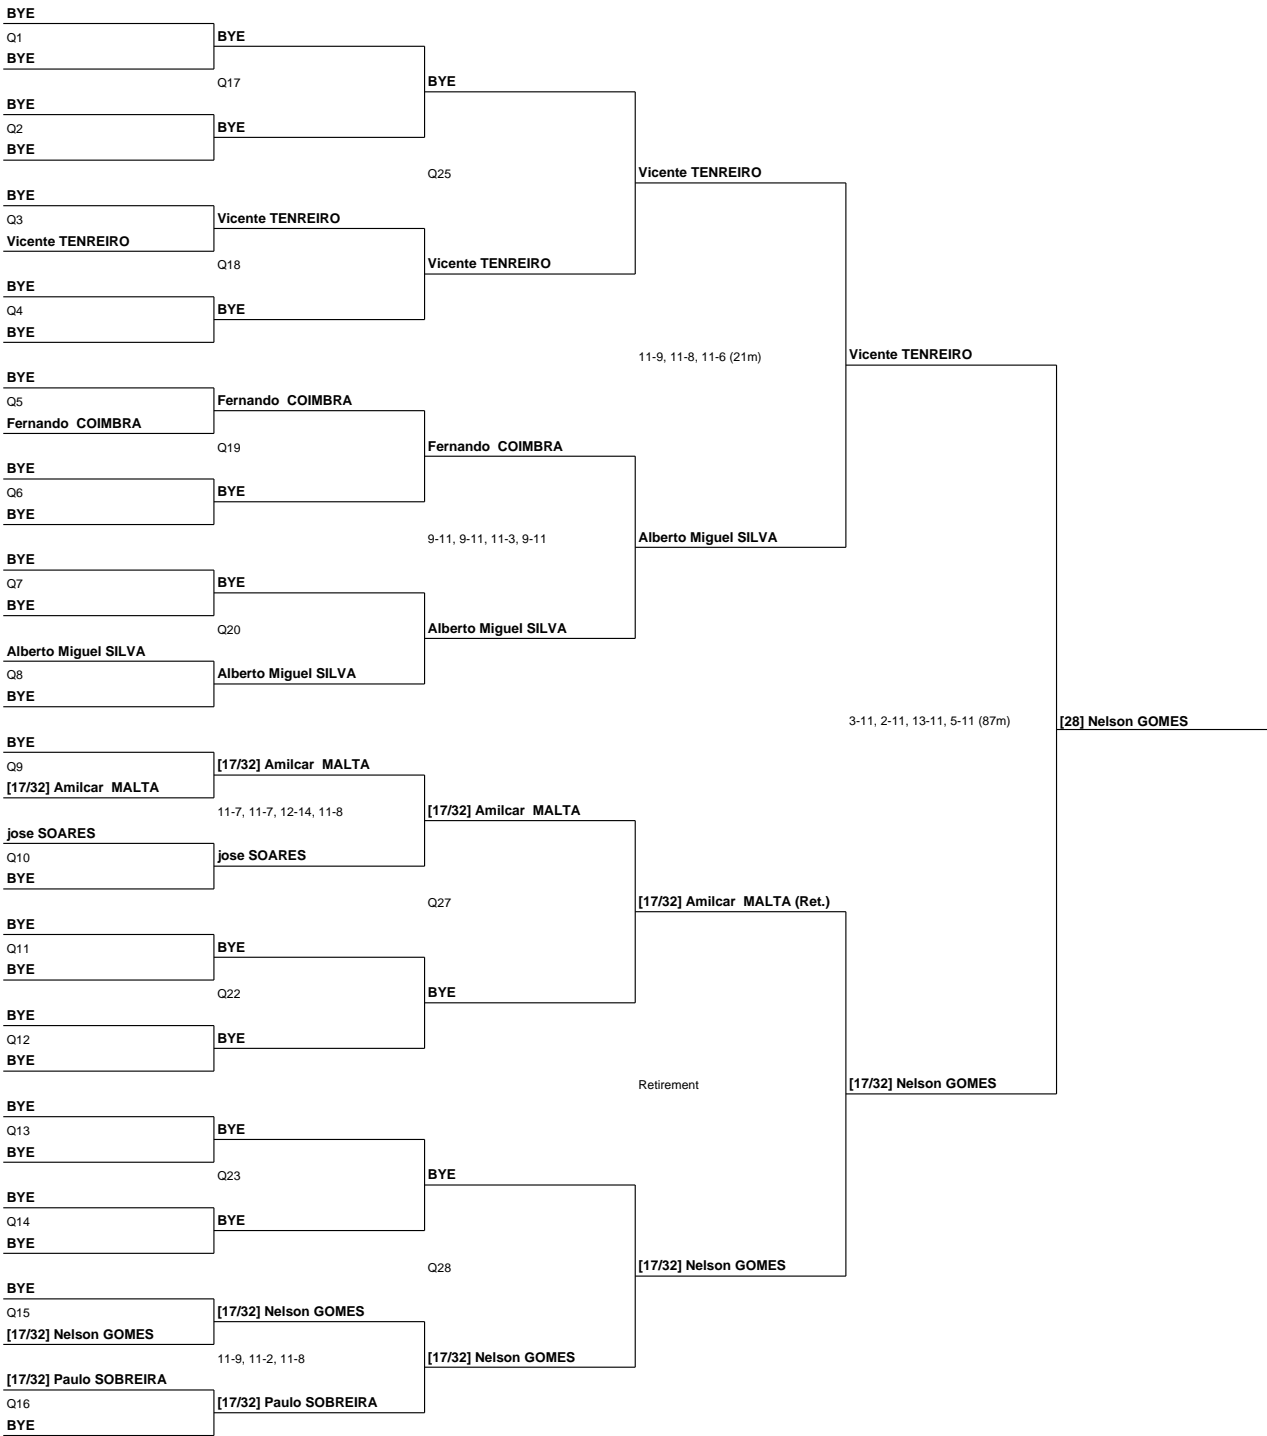 BYE
Q1
BYE
BYE
Q17
BYE
BYE
Q2
BYE
BYE
Q25
Vicente TENREIRO
BYE
Q3
Vicente TENREIRO
Vicente TENREIRO
Q18
Vicente TENREIRO
BYE
Q4
BYE
BYE
11-9, 11-8, 11-6 (21m)
Vicente TENREIRO
BYE
Q5
Fernando COIMBRA
Fernando COIMBRA
Q19
Fernando COIMBRA
BYE
Q6
BYE
BYE
9-11, 9-11, 11-3, 9-11
Alberto Miguel SILVA
BYE
Q7
BYE
BYE
Q20
Alberto Miguel SILVA
Alberto Miguel SILVA
Q8
Alberto Miguel SILVA
BYE
3-11, 2-11, 13-11, 5-11 (87m)
[28] Nelson GOMES
BYE
Q9
[17/32] Amilcar MALTA
[17/32] Amilcar MALTA
11-7, 11-7, 12-14, 11-8
[17/32] Amilcar MALTA
jose SOARES
Q10
jose SOARES
BYE
Q27
[17/32] Amilcar MALTA (Ret.)
BYE
Q11
BYE
BYE
Q22
BYE
BYE
Q12
BYE
BYE
Retirement
[17/32] Nelson GOMES
BYE
Q13
BYE
BYE
Q23
BYE
BYE
Q14
BYE
BYE
Q28
[17/32] Nelson GOMES
BYE
Q15
[17/32] Nelson GOMES
[17/32] Nelson GOMES
11-9, 11-2, 11-8
[17/32] Nelson GOMES
[17/32] Paulo SOBREIRA
Q16
[17/32] Paulo SOBREIRA
BYE